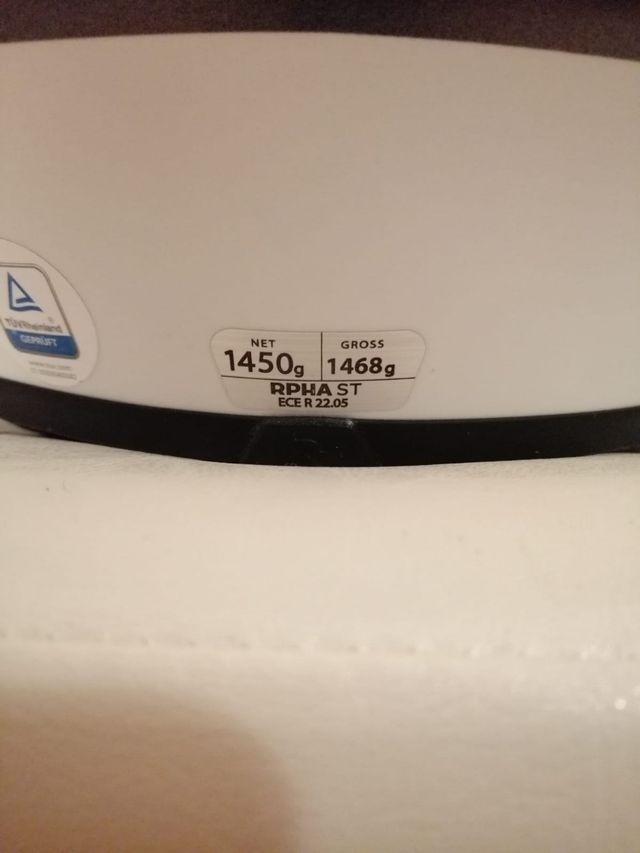 NET
GROSS
1450g
1468g
RPHA ST
ECE R 22.05
TÜVRheinland
GEPRÜFT